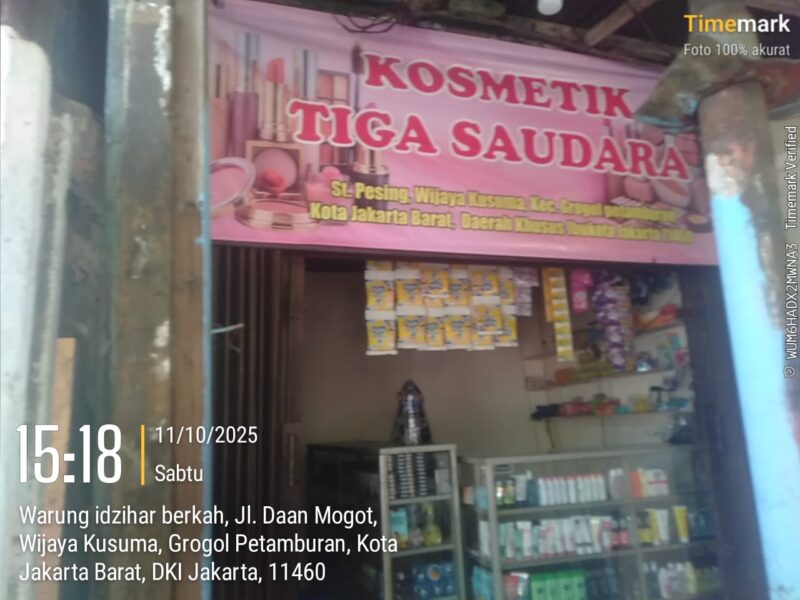 Timemark
Foto 100% akurat
KOSMETIK
TIGA SAUDARA
St. Pesing, Wijaya Kusuma, Kec. Grogol petamburan,
Kota Jakarta Barat, Daerah Khusus Ibukota Jakarta 11460
© WUM6HADX2MWNA3 Timemark Verified
15:18
11/10/2025
Sabtu
Warung idzihar berkah, Jl. Daan Mogot,
Wijaya Kusuma, Grogol Petamburan, Kota
Jakarta Barat, DKI Jakarta, 11460